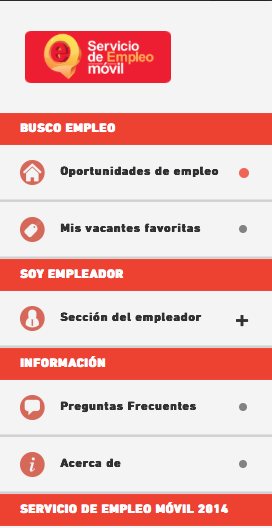 Servicio
de Empleo
móvil
BUSCO EMPLEO
Oportunidades de empleo
Mis vacantes favoritas
SOY EMPLEADOR
Sección del empleador
INFORMACIÓN
Preguntas Frecuentes
Acerca de
SERVICIO DE EMPLEO MÓVIL 2014